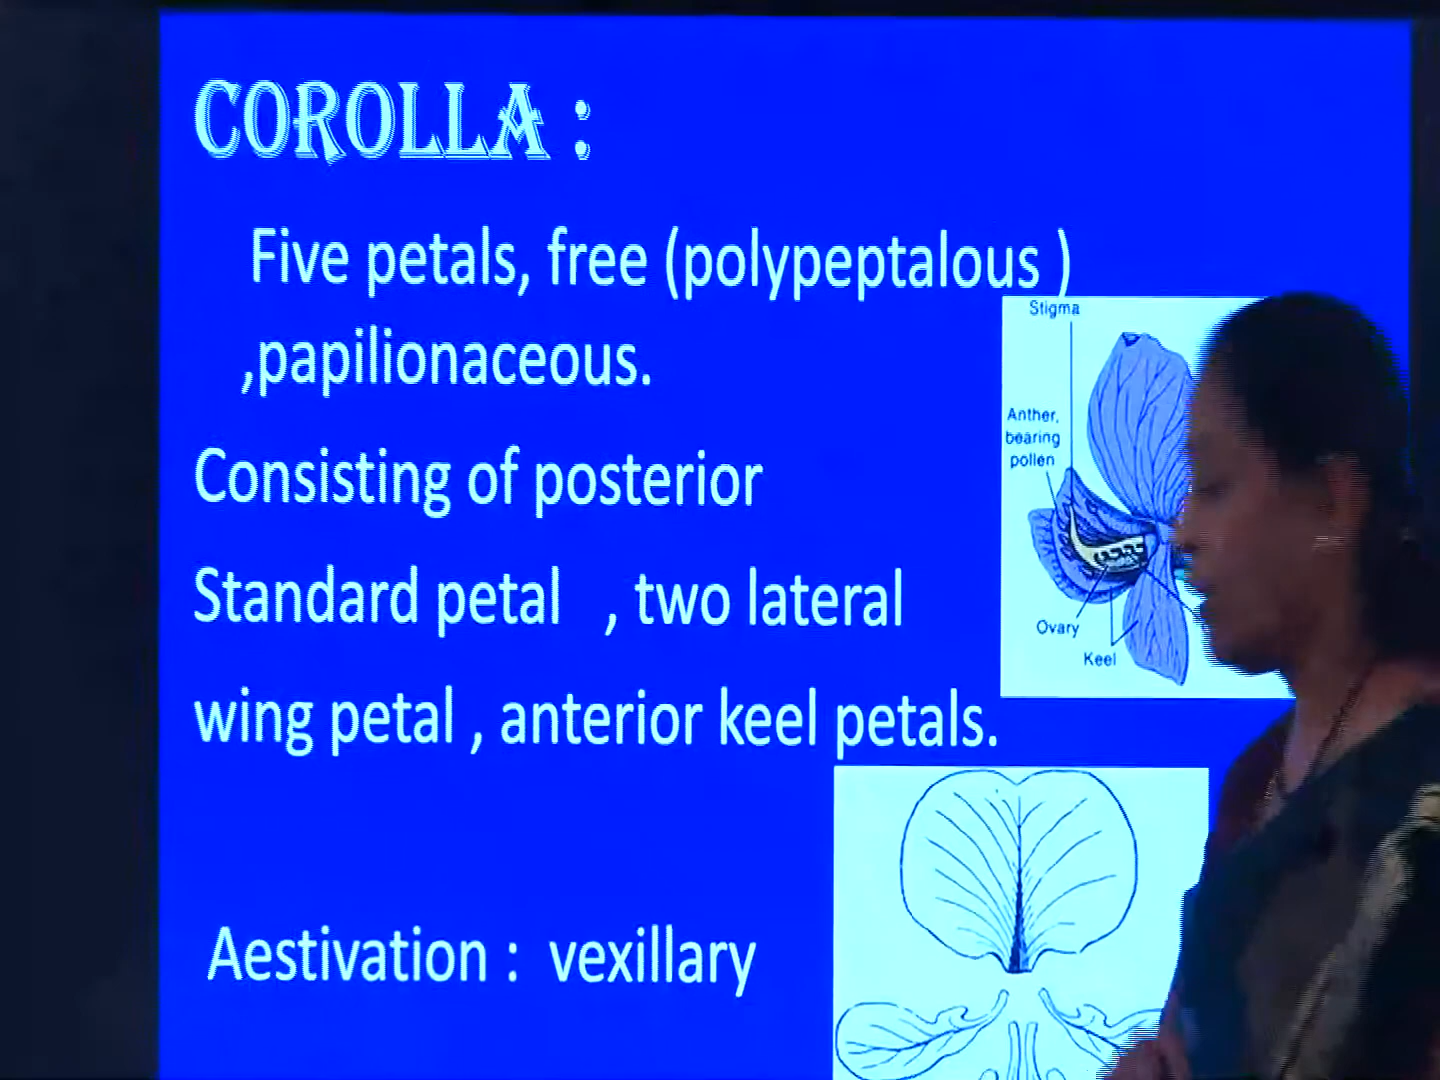 COROLLA :
Five petals, free (polypeptalous )
,papilionaceous.
Consisting of posterior
Standard petal , two lateral
wing petal , anterior keel petals.
Aestivation : vexillary
Stigma
Anther,
bearing
pollen
Ovary
Keel